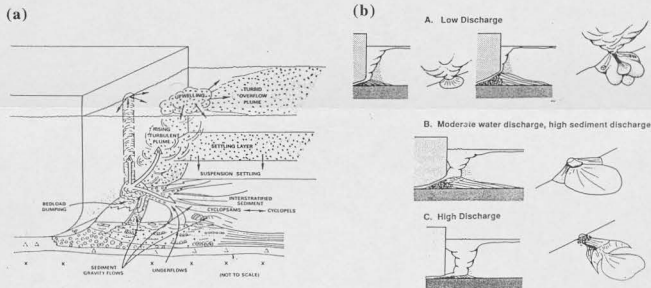 (a)
UPWELLING
TURBID
OVERFLOW
PLUME
RISING
TURBULENT
PLUME
SETTLING LAYER
SUSPENSION SETTLING
BEDLOAD
DUMPING
INTERSTRATIFIED
SEDIMENT
CYCLOPSAMS
CYCLOPELS
SEDIMENT
GRAVITY FLOWS
UNDERFLOWS
(NOT TO SCALE)
(b)
A. Low Discharge
B. Moderate water discharge, high sediment discharge
C. High Discharge